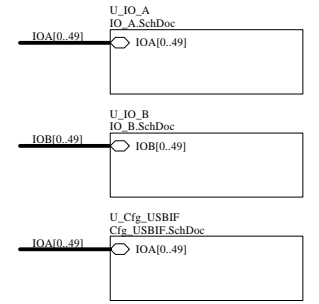 U_IO_A
IO_A.SchDoc
IOA[0..49]
IOA[0..49]
U_IO_B
IO_B.SchDoc
IOB[0..49]
IOB[0..49]
U_Cfg_USBIF
Cfg_USBIF.SchDoc
IOA[0..49]
IOA[0..49]